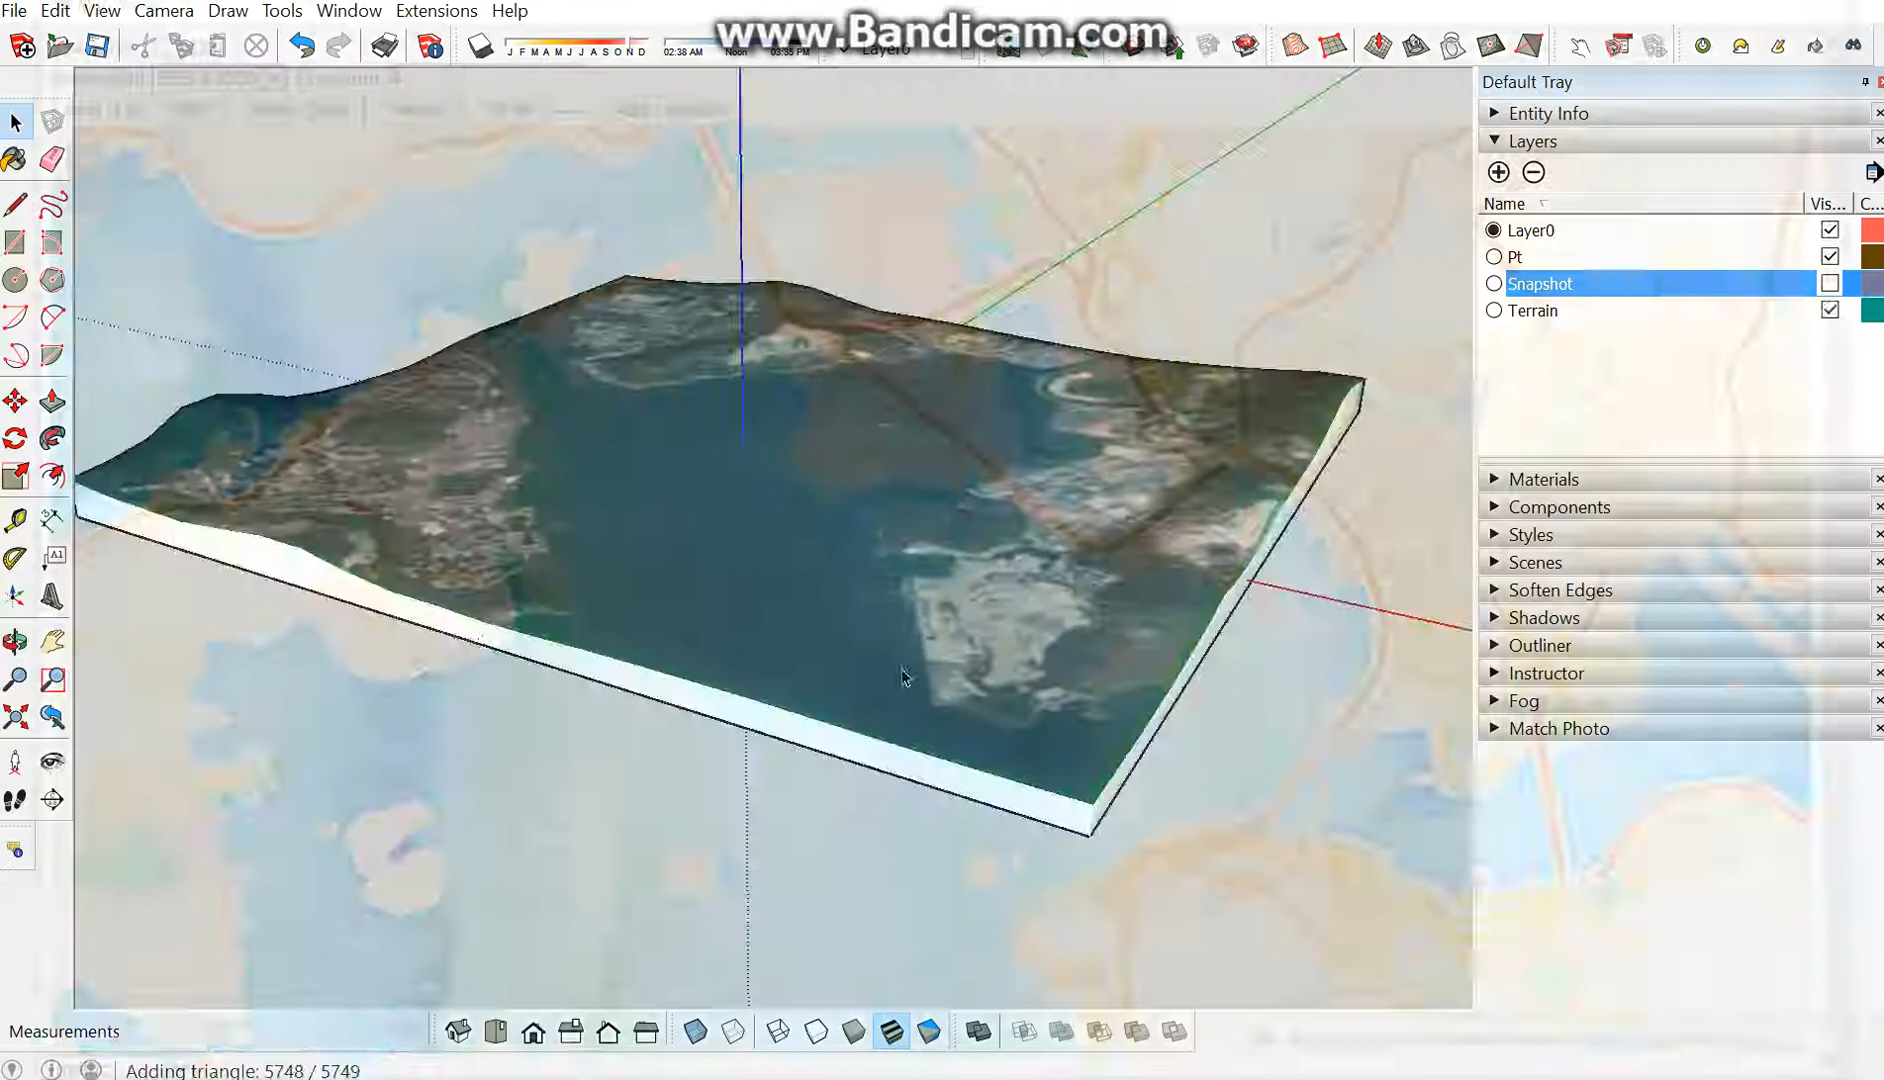 File Edit View Camera Draw Tools Window Extensions Help
www.Bandicam.com
J F M A M J J A S O N D 02:38 AM Noon 03:35 PM Layer0
Default Tray
Entity Info
Layers
Name Vis... C...
Layer0
Pt
Snapshot
Terrain
Materials
Components
Styles
Scenes
Soften Edges
Shadows
Outliner
Instructor
Fog
Match Photo
A1
Measurements
Adding triangle: 5748 / 5749